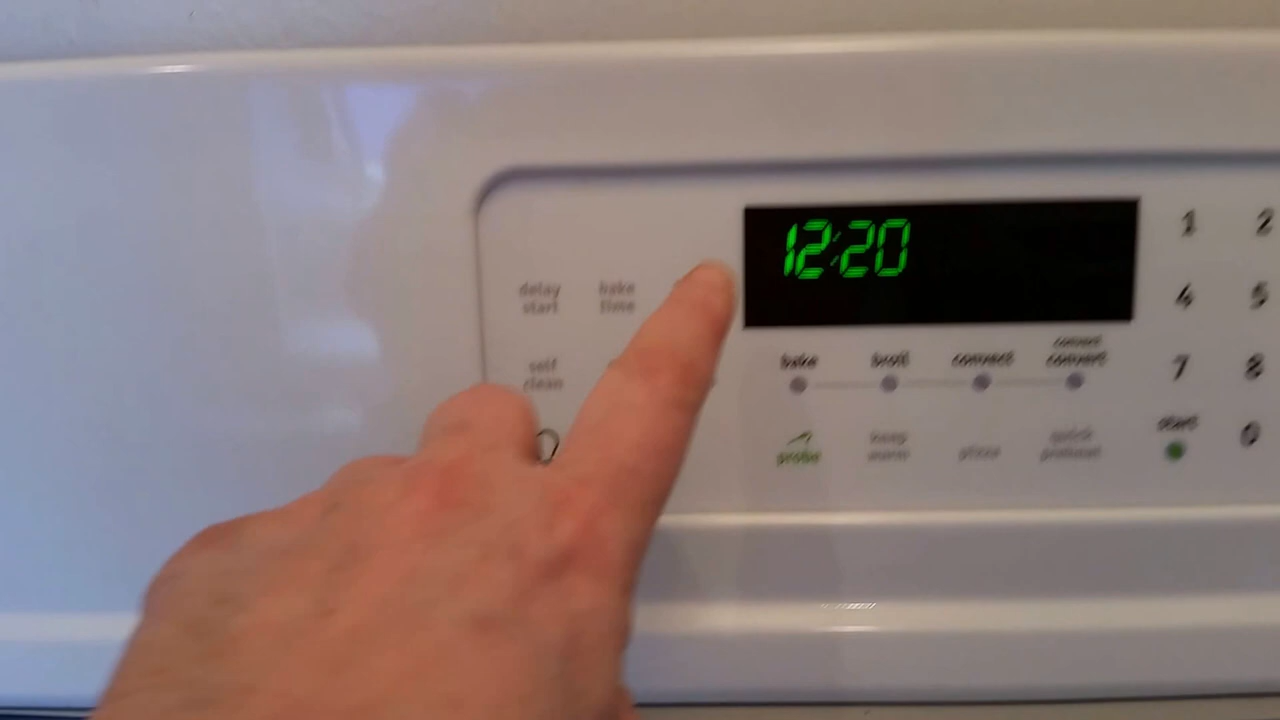 12:20
1 2
delay start
bake time
4 5
bake broil convect convect convert
7 8
self clean
start
0
probe keep warm pizza quick preheat